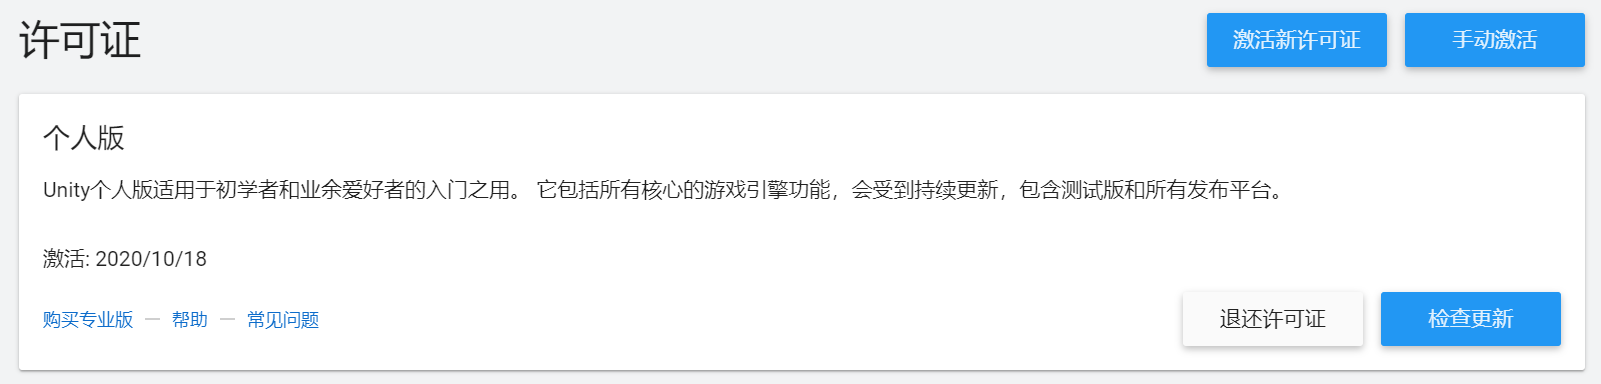 许可证
激活新许可证
手动激活
个人版
Unity个人版适用于初学者和业余爱好者的入门之用。 它包括所有核心的游戏引擎功能，会受到持续更新，包含测试版和所有发布平台。
激活: 2020/10/18
购买专业版 — 帮助 — 常见问题
退还许可证
检查更新